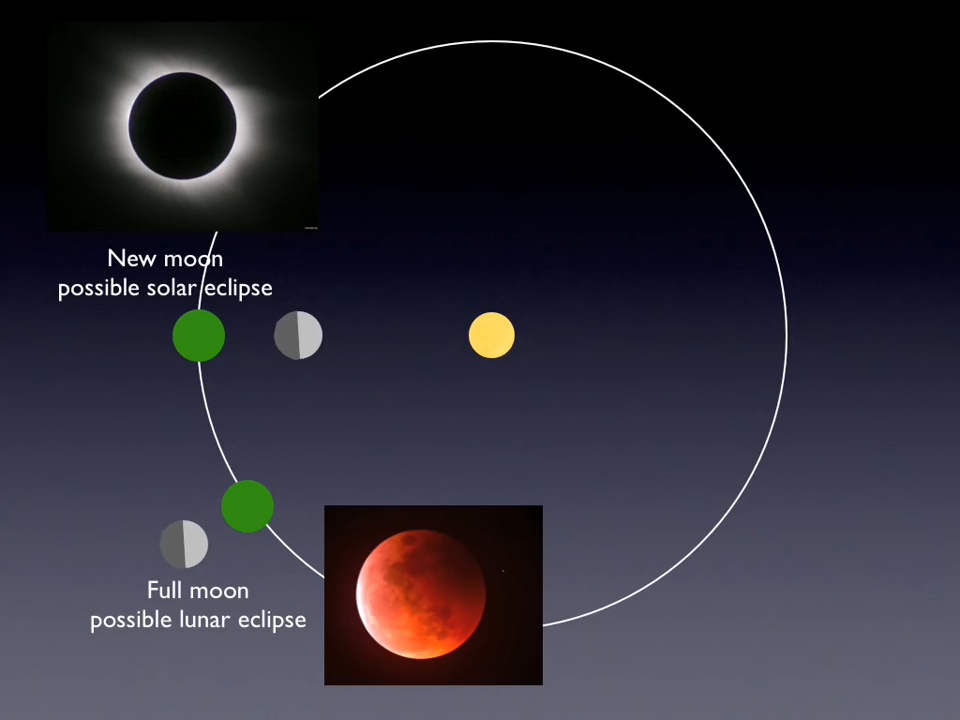 New moon
possible solar eclipse
Full moon
possible lunar eclipse